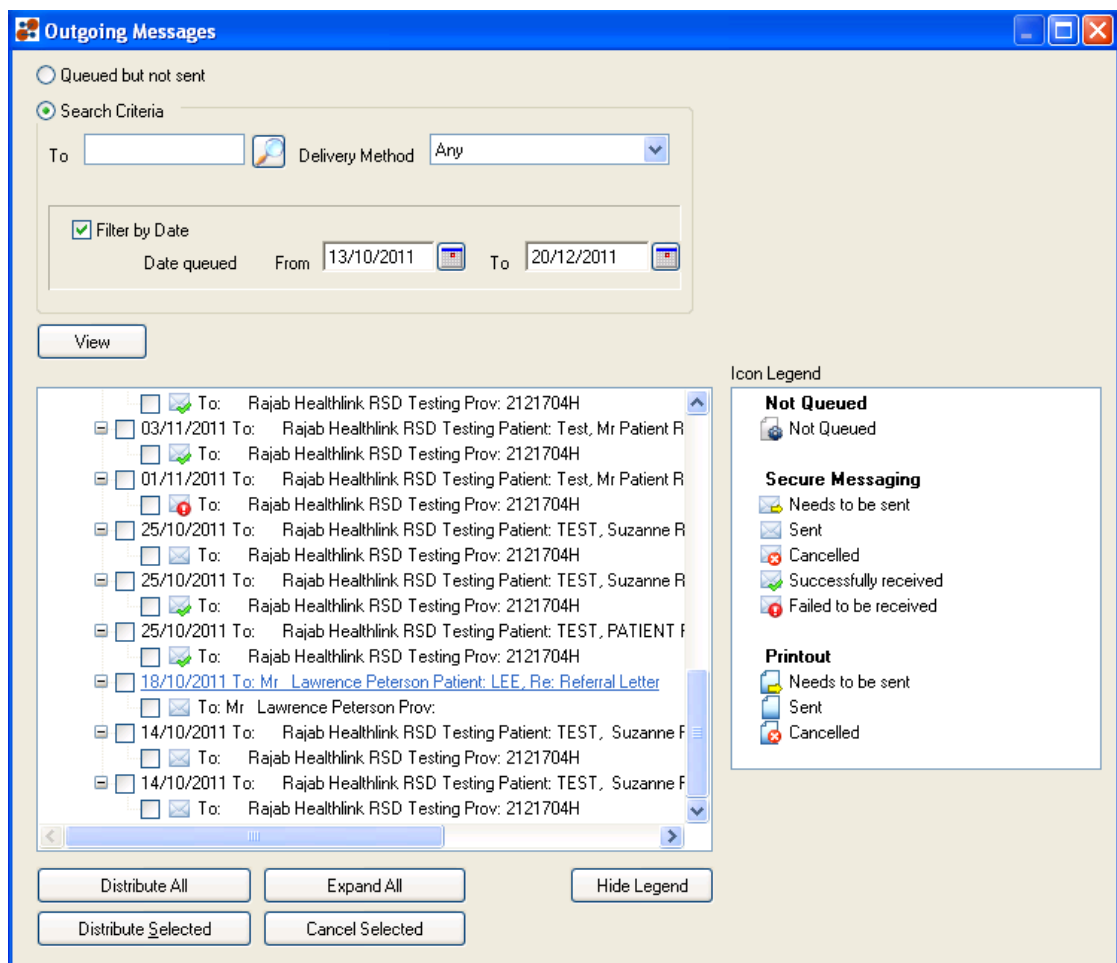 Outgoing Messages
Queued but not sent
Search Criteria
To Delivery Method Any
Filter by Date
Date queued From 13/10/2011 To 20/12/2011
View
To: Rajab Healthlink RSD Testing Prov: 2121704H
03/11/2011 To: Rajab Healthlink RSD Testing Patient: Test, Mr Patient R
To: Rajab Healthlink RSD Testing Prov: 2121704H
01/11/2011 To: Rajab Healthlink RSD Testing Patient: Test, Mr Patient R
To: Rajab Healthlink RSD Testing Prov: 2121704H
25/10/2011 To: Rajab Healthlink RSD Testing Patient: TEST, Suzanne R
To: Rajab Healthlink RSD Testing Prov: 2121704H
25/10/2011 To: Rajab Healthlink RSD Testing Patient: TEST, Suzanne R
To: Rajab Healthlink RSD Testing Prov: 2121704H
25/10/2011 To: Rajab Healthlink RSD Testing Patient: TEST, PATIENT
To: Rajab Healthlink RSD Testing Prov: 2121704H
18/10/2011 To: Mr Lawrence Peterson Patient: LEE, Re: Referral Letter
To: Mr Lawrence Peterson Prov:
14/10/2011 To: Rajab Healthlink RSD Testing Patient: TEST, Suzanne
To: Rajab Healthlink RSD Testing Prov: 2121704H
14/10/2011 To: Rajab Healthlink RSD Testing Patient: TEST, Suzanne
To: Rajab Healthlink RSD Testing Prov: 2121704H
Icon Legend
Not Queued
Not Queued
Secure Messaging
Needs to be sent
Sent
Cancelled
Successfully received
Failed to be received
Printout
Needs to be sent
Sent
Cancelled
Distribute All Expand All Hide Legend
Distribute Selected Cancel Selected